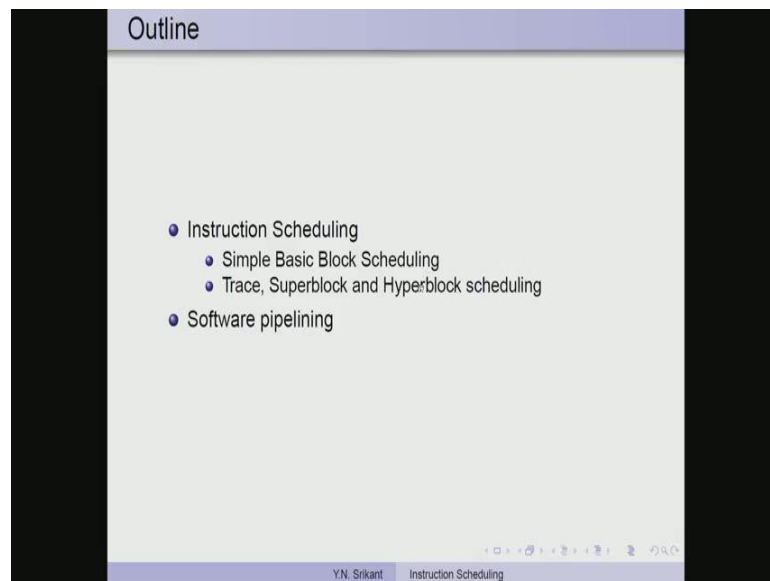 Outline
Instruction Scheduling
Simple Basic Block Scheduling
Trace, Superblock and Hyperblock scheduling
Software pipelining
Y.N. Srikant Instruction Scheduling